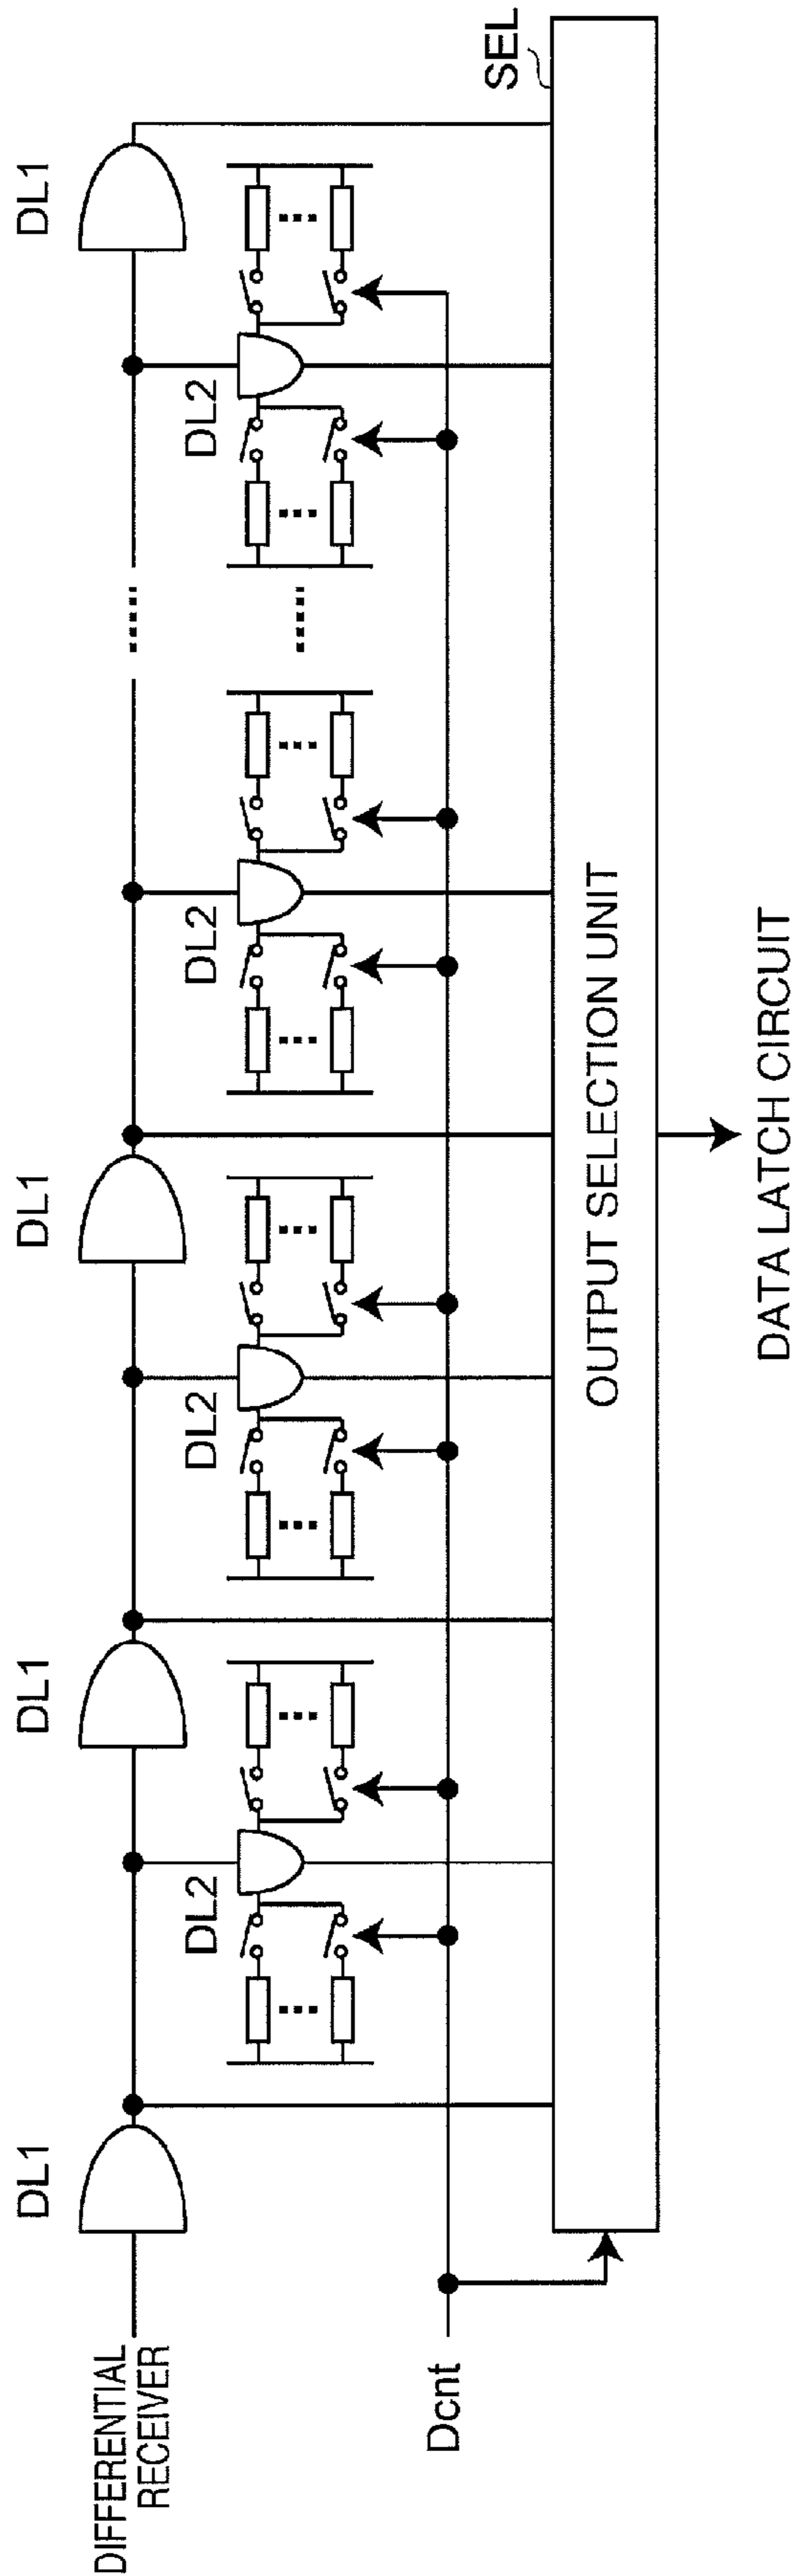 DL1
DL1
DL1
DL1
SEL
DL2
DL2
DL2
DL2
DIFFERENTIAL
RECEIVER
Dcnt
OUTPUT SELECTION UNIT
DATA LATCH CIRCUIT